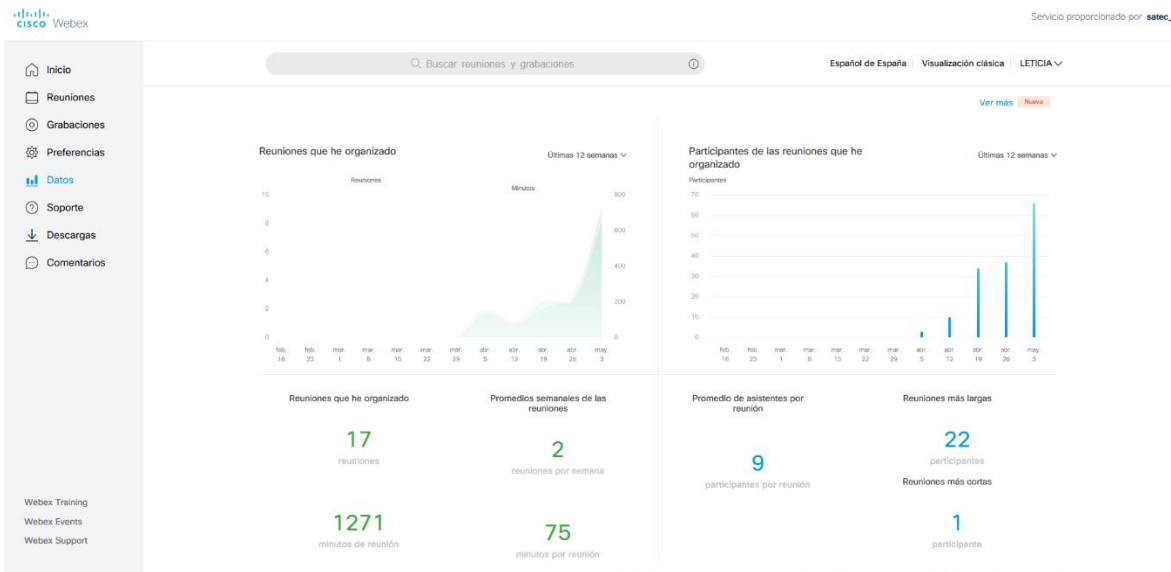 CISCO Webex
Servicio proporcionado por satec_
Inicio
Reuniones
Grabaciones
Preferencias
Datos
Soporte
Descargas
Comentarios
Webex Training
Webex Events
Webex Support
Buscar reuniones y grabaciones
Español de España
Visualización clásica
LETICIA
Ver más Nueva
Reuniones que he organizado
Últimas 12 semanas
Reuniones
Minutos
10
8
6
4
2
0
800
600
400
200
0
feb. feb. mar. mar. mar. mar. mar. abr. abr. abr. abr. may.
16 23 1 8 15 22 29 5 12 19 26 3
Participantes de las reuniones que he
organizado
Últimas 12 semanas
Participantes
70
60
50
40
30
20
10
0
feb. feb. mar. mar. mar. mar. mar. abr. abr. abr. abr. may.
16 23 1 8 15 22 29 5 12 19 26 3
Reuniones que he organizado
17
reuniones
1271
minutos de reunión
Promedios semanales de las
reuniones
2
reuniones por semana
75
minutos por reunión
Promedio de asistentes por
reunión
9
participantes por reunión
Reuniones más largas
22
participantes
Reuniones más cortas
1
participante